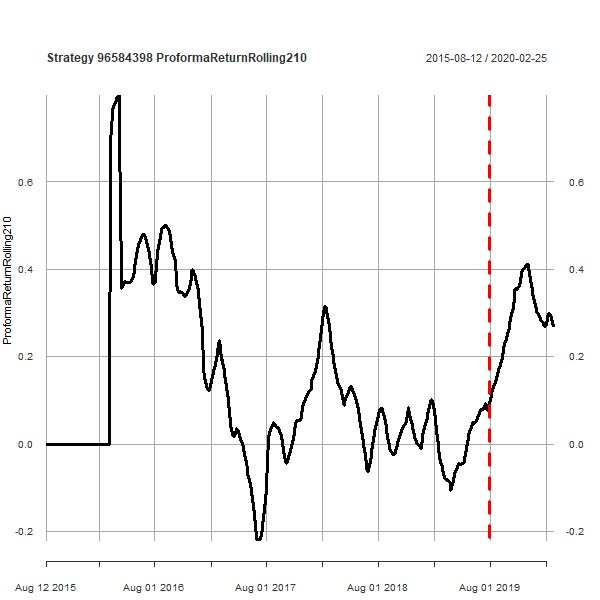 Strategy 96584398 ProformaReturnRolling210
2015-08-12 / 2020-02-25
ProformaReturnRolling210
0.6 0.6
0.4 0.4
0.2 0.2
0.0 0.0
-0.2 -0.2
Aug 12 2015 Aug 01 2016 Aug 01 2017 Aug 01 2018 Aug 01 2019